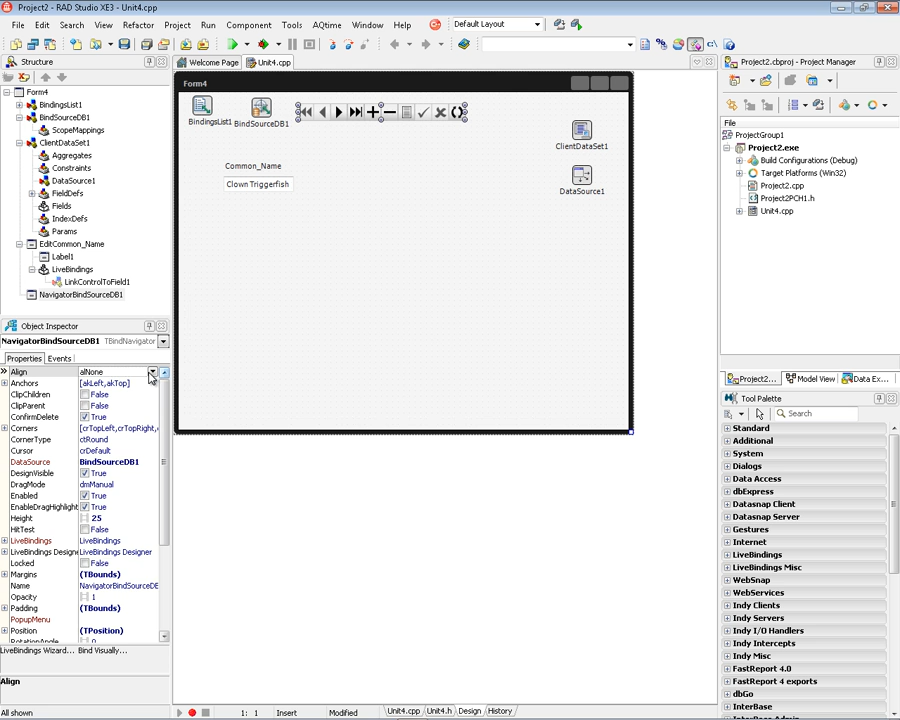 Project2 - RAD Studio XE3 - Unit4.cpp
File Edit Search View Refactor Project Run Component Tools AQtime Window Help Default Layout
Structure
Form4
BindingsList1
BindSourceDB1
ScopeMappings
ClientDataSet1
Aggregates
Constraints
DataSource1
FieldDefs
Fields
IndexDefs
Params
EditCommon_Name
Label1
LiveBindings
LinkControlToField1
NavigatorBindSourceDB1
Object Inspector
NavigatorBindSourceDB1 TBindNavigator
Properties Events
Align alNone
Anchors [akLeft,akTop]
ClipChildren False
ClipParent False
ConfirmDelete True
Corners [crTopLeft,crTopRight,
CornerType ctRound
Cursor crDefault
DataSource BindSourceDB1
DesignVisible True
DragMode dmManual
Enabled True
EnableDragHighlight True
Height 25
HitTest False
LiveBindings LiveBindings
LiveBindings Design LiveBindings Designer
Locked False
Margins (TBounds)
Name NavigatorBindSourceDB
Opacity 1
Padding (TBounds)
PopupMenu
Position (TPosition)
RotationAngle 0
LiveBindings Wizard... Bind Visually...
Align
All shown
Welcome Page Unit4.cpp
Form4
BindingsList1 BindSourceDB1
ClientDataSet1
Common_Name
Clown Triggerfish
DataSource1
1: 1 Insert Modified Unit4.cpp Unit4.h Design History
Project2.cbproj - Project Manager
File
ProjectGroup1
Project2.exe
Build Configurations (Debug)
Target Platforms (Win32)
Project2.cpp
Project2PCH1.h
Unit4.cpp
Project2... Model View Data Ex...
Tool Palette
Search
Standard
Additional
System
Dialogs
Data Access
dbExpress
Datasnap Client
Datasnap Server
Gestures
Internet
LiveBindings
LiveBindings Misc
WebSnap
WebServices
Indy Clients
Indy Servers
Indy I/O Handlers
Indy Intercepts
Indy Misc
FastReport 4.0
FastReport 4 exports
dbGo
InterBase